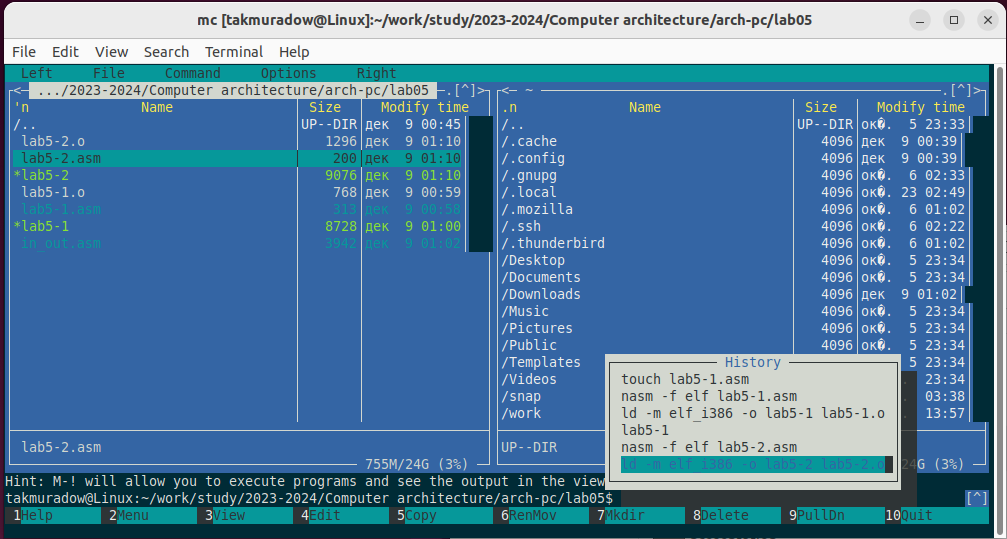 mc [takmuradow@Linux]:~/work/study/2023-2024/Computer architecture/arch-pc/lab05
File Edit View Search Terminal Help
Left File Command Options Right
<─ .../2023-2024/Computer architecture/arch-pc/lab05 ─.[^]>
'n Name Size Modify time
/.. UP--DIR дек 9 00:45
lab5-2.o 1296 дек 9 01:10
lab5-2.asm 200 дек 9 01:10
*lab5-2 9076 дек 9 01:10
lab5-1.o 768 дек 9 00:59
lab5-1.asm 313 дек 9 00:58
*lab5-1 8728 дек 9 01:00
in_out.asm 3942 дек 9 01:02
lab5-2.asm
755M/24G (3%)
<─ ~ ─.[^]>
.n Name Size Modify time
/.. UP--DIR ок�. 5 23:33
/.cache 4096 дек 9 00:39
/.config 4096 дек 9 00:39
/.gnupg 4096 ок�. 6 02:33
/.local 4096 ок�. 23 02:49
/.mozilla 4096 ок�. 6 01:02
/.ssh 4096 ок�. 6 02:22
/.thunderbird 4096 ок�. 6 01:02
/Desktop 4096 ок�. 5 23:34
/Documents 4096 ок�. 5 23:34
/Downloads 4096 дек 9 01:02
/Music 4096 ок�. 5 23:34
/Pictures 4096 ок�. 5 23:34
/Public 4096 ок�. 5 23:34
/Templates 5 23:34
/Videos . 23:34
/snap . 03:38
/work . 13:57
UP--DIR
24G (3%)
History
touch lab5-1.asm
nasm -f elf lab5-1.asm
ld -m elf_i386 -o lab5-1 lab5-1.o
lab5-1
nasm -f elf lab5-2.asm
ld -m elf_i386 -o lab5-2 lab5-2.o
Hint: M-! will allow you to execute programs and see the output in the view
takmuradow@Linux:~/work/study/2023-2024/Computer architecture/arch-pc/lab05$ [^]
1Help 2Menu 3View 4Edit 5Copy 6RenMov 7Mkdir 8Delete 9PullDn 10Quit